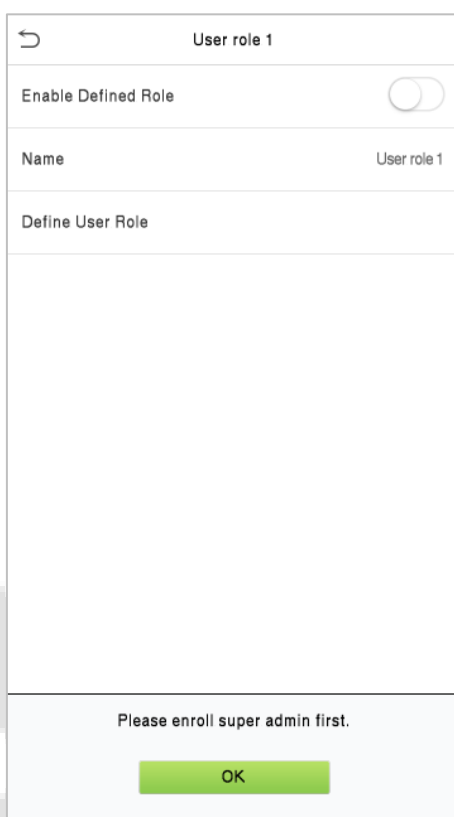 User role 1
Enable Defined Role
Name User role 1
Define User Role
Please enroll super admin first.
OK